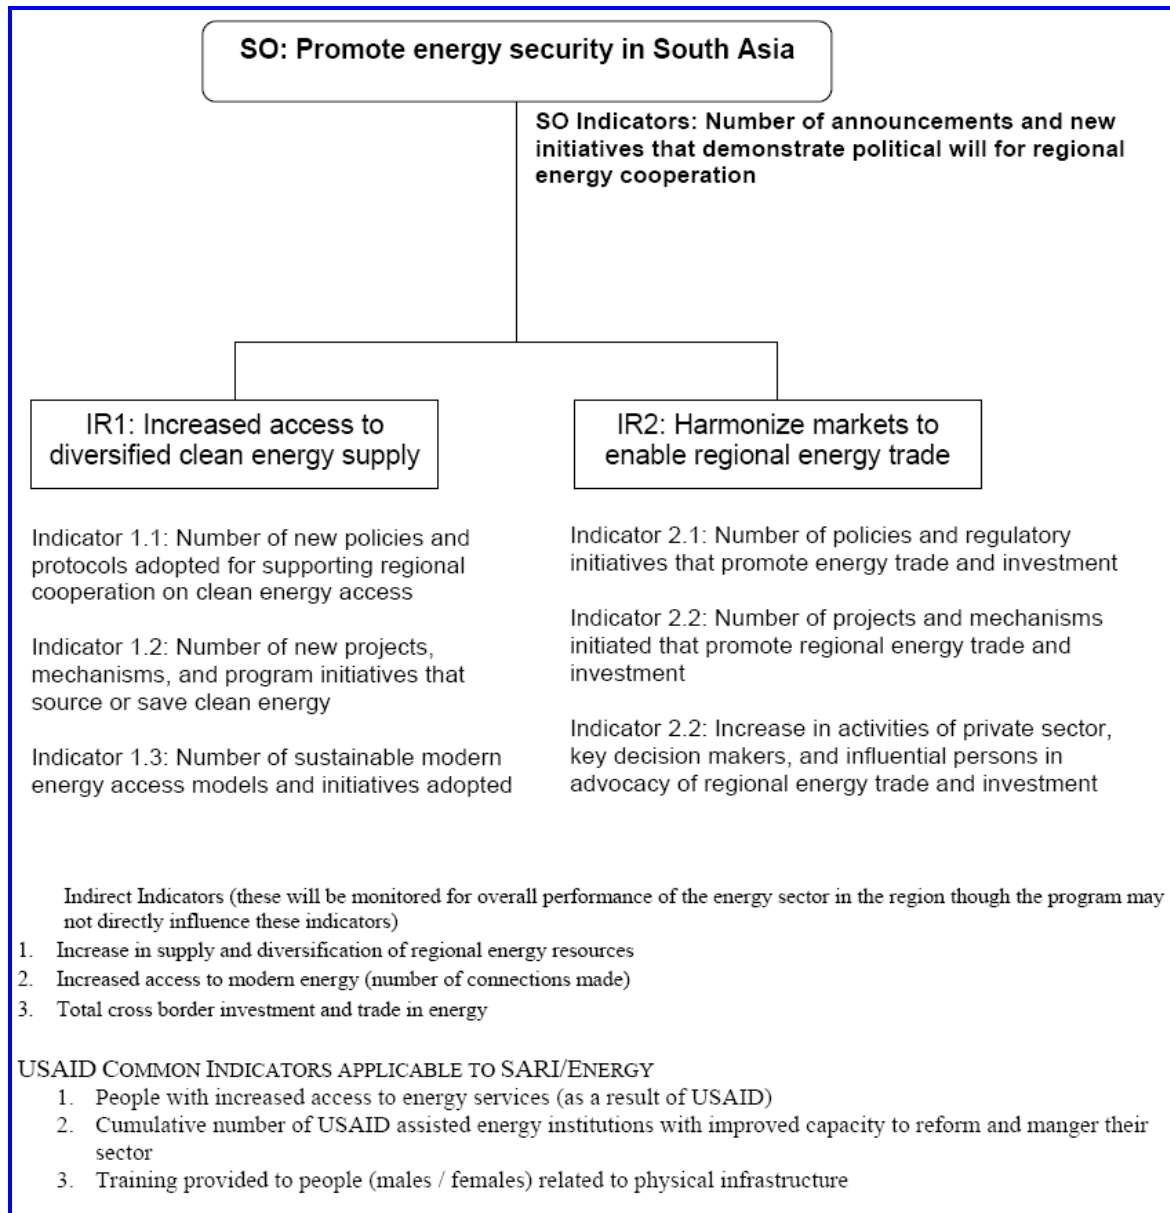 SO: Promote energy security in South Asia
SO Indicators: Number of announcements and new
initiatives that demonstrate political will for regional
energy cooperation
IR1: Increased access to
diversified clean energy supply
Indicator 1.1: Number of new policies and
protocols adopted for supporting regional
cooperation on clean energy access
Indicator 1.2: Number of new projects,
mechanisms, and program initiatives that
source or save clean energy
Indicator 1.3: Number of sustainable modern
energy access models and initiatives adopted
IR2: Harmonize markets to
enable regional energy trade
Indicator 2.1: Number of policies and regulatory
initiatives that promote energy trade and investment
Indicator 2.2: Number of projects and mechanisms
initiated that promote regional energy trade and
investment
Indicator 2.2: Increase in activities of private sector,
key decision makers, and influential persons in
advocacy of regional energy trade and investment
Indirect Indicators (these will be monitored for overall performance of the energy sector in the region though the program may
not directly influence these indicators)
1. Increase in supply and diversification of regional energy resources
2. Increased access to modern energy (number of connections made)
3. Total cross border investment and trade in energy
USAID COMMON INDICATORS APPLICABLE TO SARI/ENERGY
1. People with increased access to energy services (as a result of USAID)
2. Cumulative number of USAID assisted energy institutions with improved capacity to reform and manger their
sector
3. Training provided to people (males / females) related to physical infrastructure